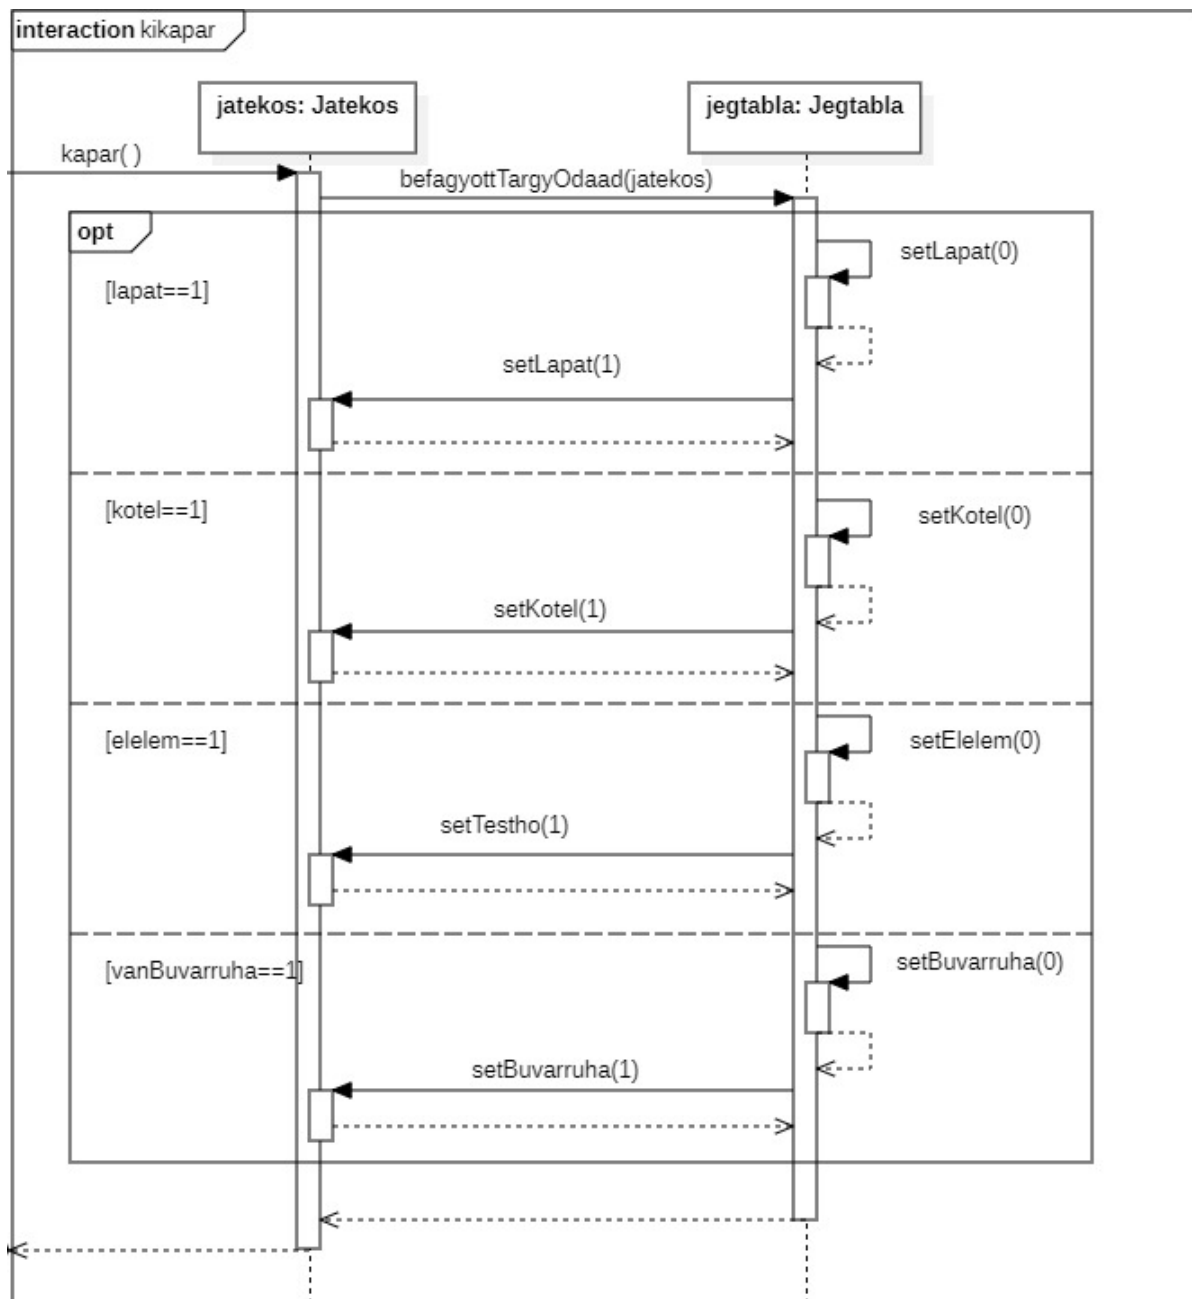 interaction kikapar
jatekos: Jatekos
jegtabla: Jegtabla
kapar( )
befagyottTargyOdaad(jatekos)
opt
setLapat(0)
[lapat==1]
setLapat(1)
[kotel==1]
setKotel(0)
setKotel(1)
[elelem==1]
setElelem(0)
setTestho(1)
[vanBuvarruha==1]
setBuvarruha(0)
setBuvarruha(1)